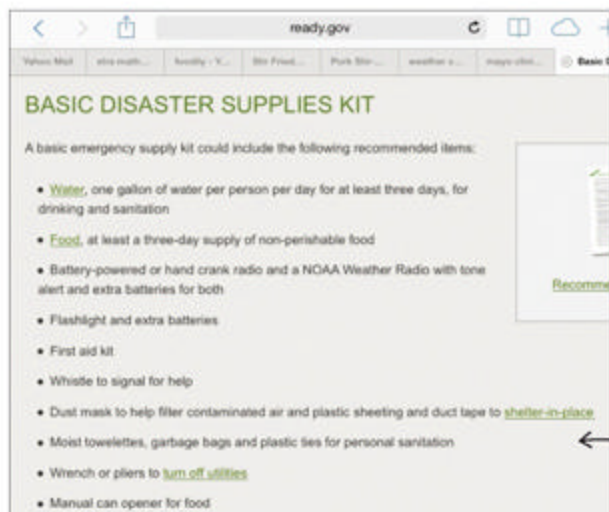 ready.gov
Yahoo Mail
Basic
BASIC DISASTER SUPPLIES KIT
A basic emergency supply kit could include the following recommended items:
• Water, one gallon of water per person per day for at least three days, for
drinking and sanitation
• Food, at least a three-day supply of non-perishable food
• Battery-powered or hand crank radio and a NOAA Weather Radio with tone
alert and extra batteries for both
Recomme
• Flashlight and extra batteries
• First aid kit
• Whistle to signal for help
• Dust mask to help filter contaminated air and plastic sheeting and duct tape to shelter-in-place
• Moist towelettes, garbage bags and plastic ties for personal sanitation
• Wrench or pliers to turn off utilities
• Manual can opener for food